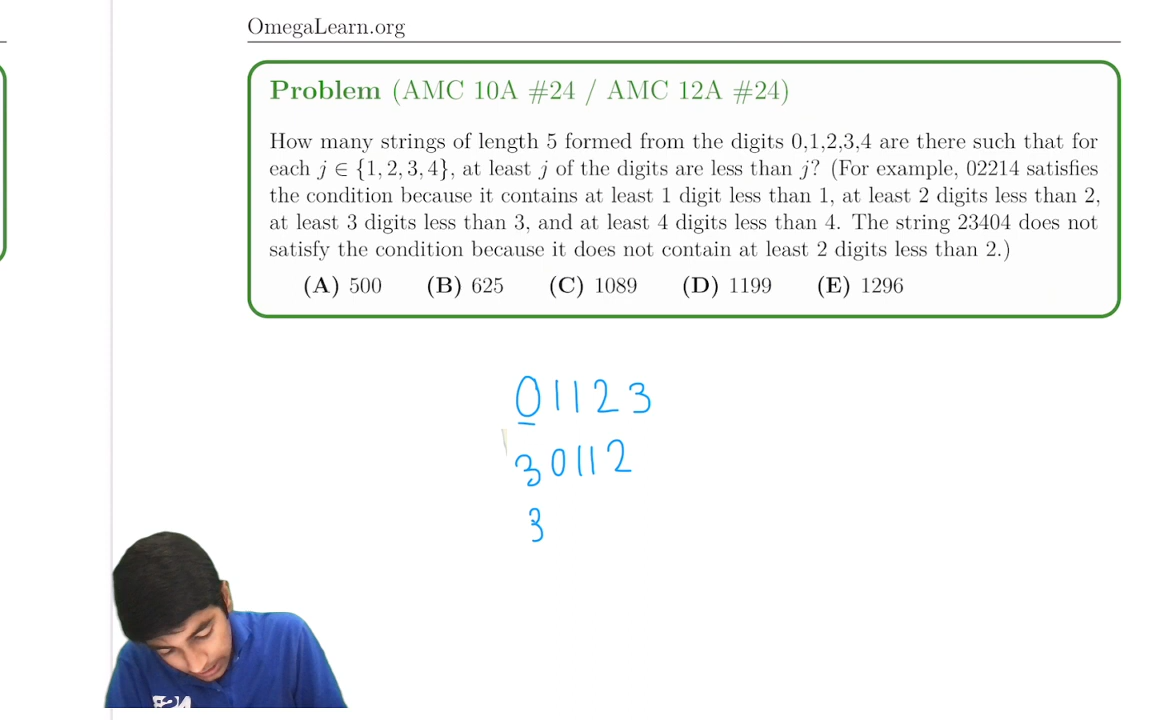 OmegaLearn.org
Problem (AMC 10A #24 / AMC 12A #24)
How many strings of length 5 formed from the digits 0,1,2,3,4 are there such that for
each j ∈ {1, 2, 3, 4}, at least j of the digits are less than j? (For example, 02214 satisfies
the condition because it contains at least 1 digit less than 1, at least 2 digits less than 2,
at least 3 digits less than 3, and at least 4 digits less than 4. The string 23404 does not
satisfy the condition because it does not contain at least 2 digits less than 2.)
(A) 500 (B) 625 (C) 1089 (D) 1199 (E) 1296
01123
30112
3